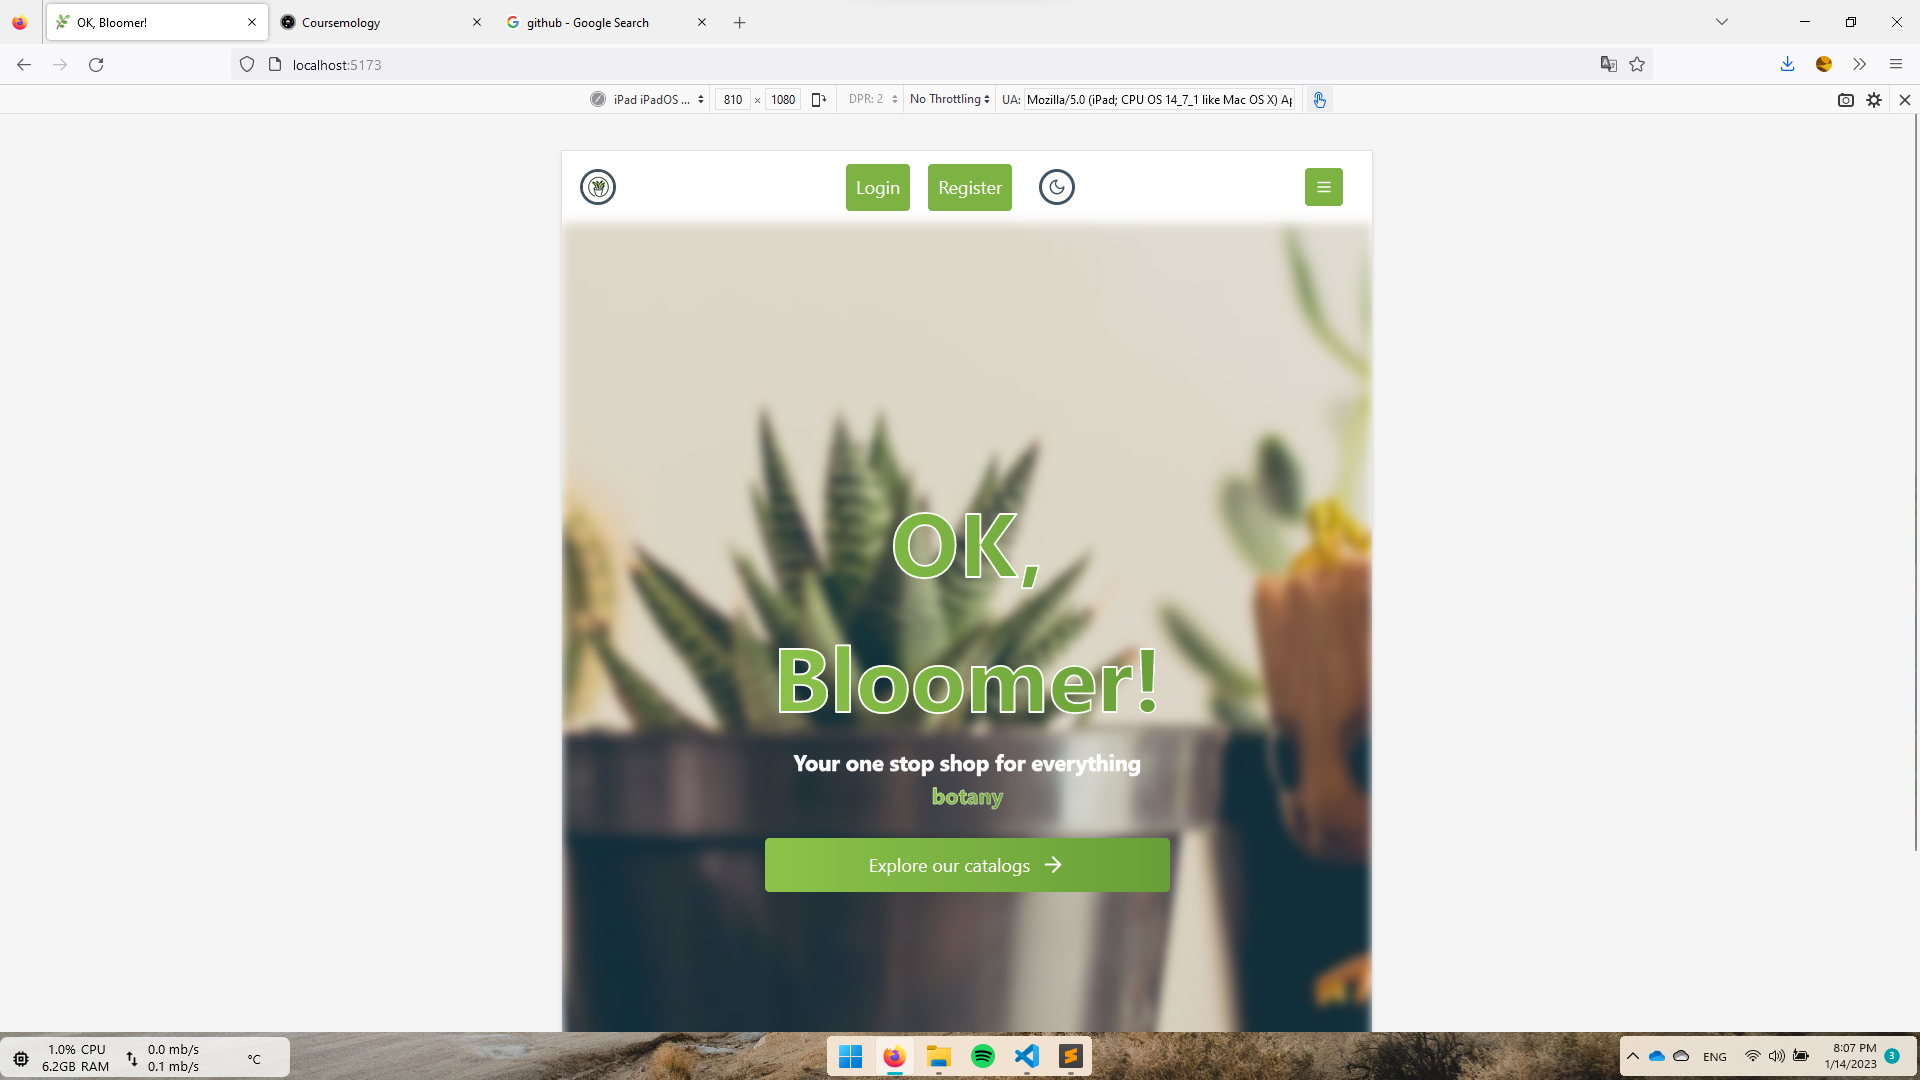 OK, Bloomer!
Coursemology
github - Google Search
localhost:5173
iPad iPadOS ...
810 × 1080
DPR: 2
No Throttling
UA: Mozilla/5.0 (iPad; CPU OS 14_7_1 like Mac OS X) Ap
Login
Register
OK,
Bloomer!
Your one stop shop for everything
botany
Explore our catalogs
1.0% CPU
6.2GB RAM
0.0 mb/s
0.1 mb/s
°C
ENG
8:07 PM
1/14/2023
3